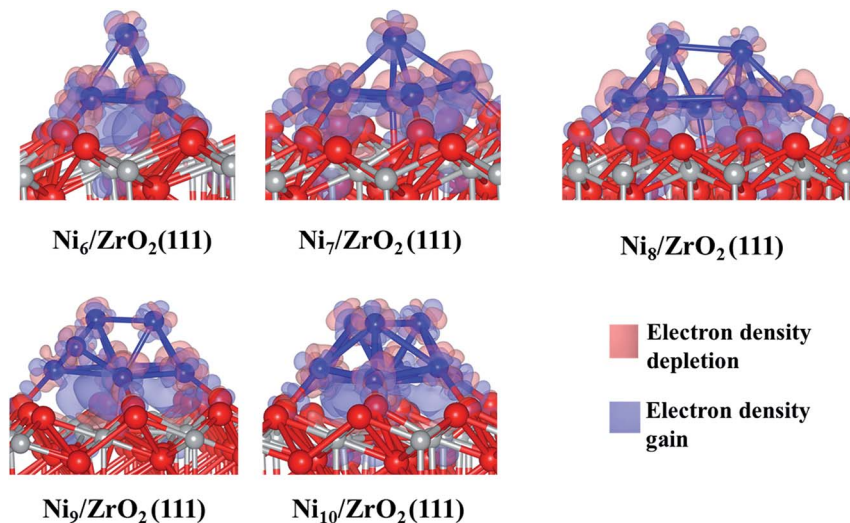 Ni₆/ZrO₂(111)
Ni₇/ZrO₂(111)
Ni₈/ZrO₂(111)
Electron density
depletion
Electron density
gain
Ni₉/ZrO₂(111)
Ni₁₀/ZrO₂(111)